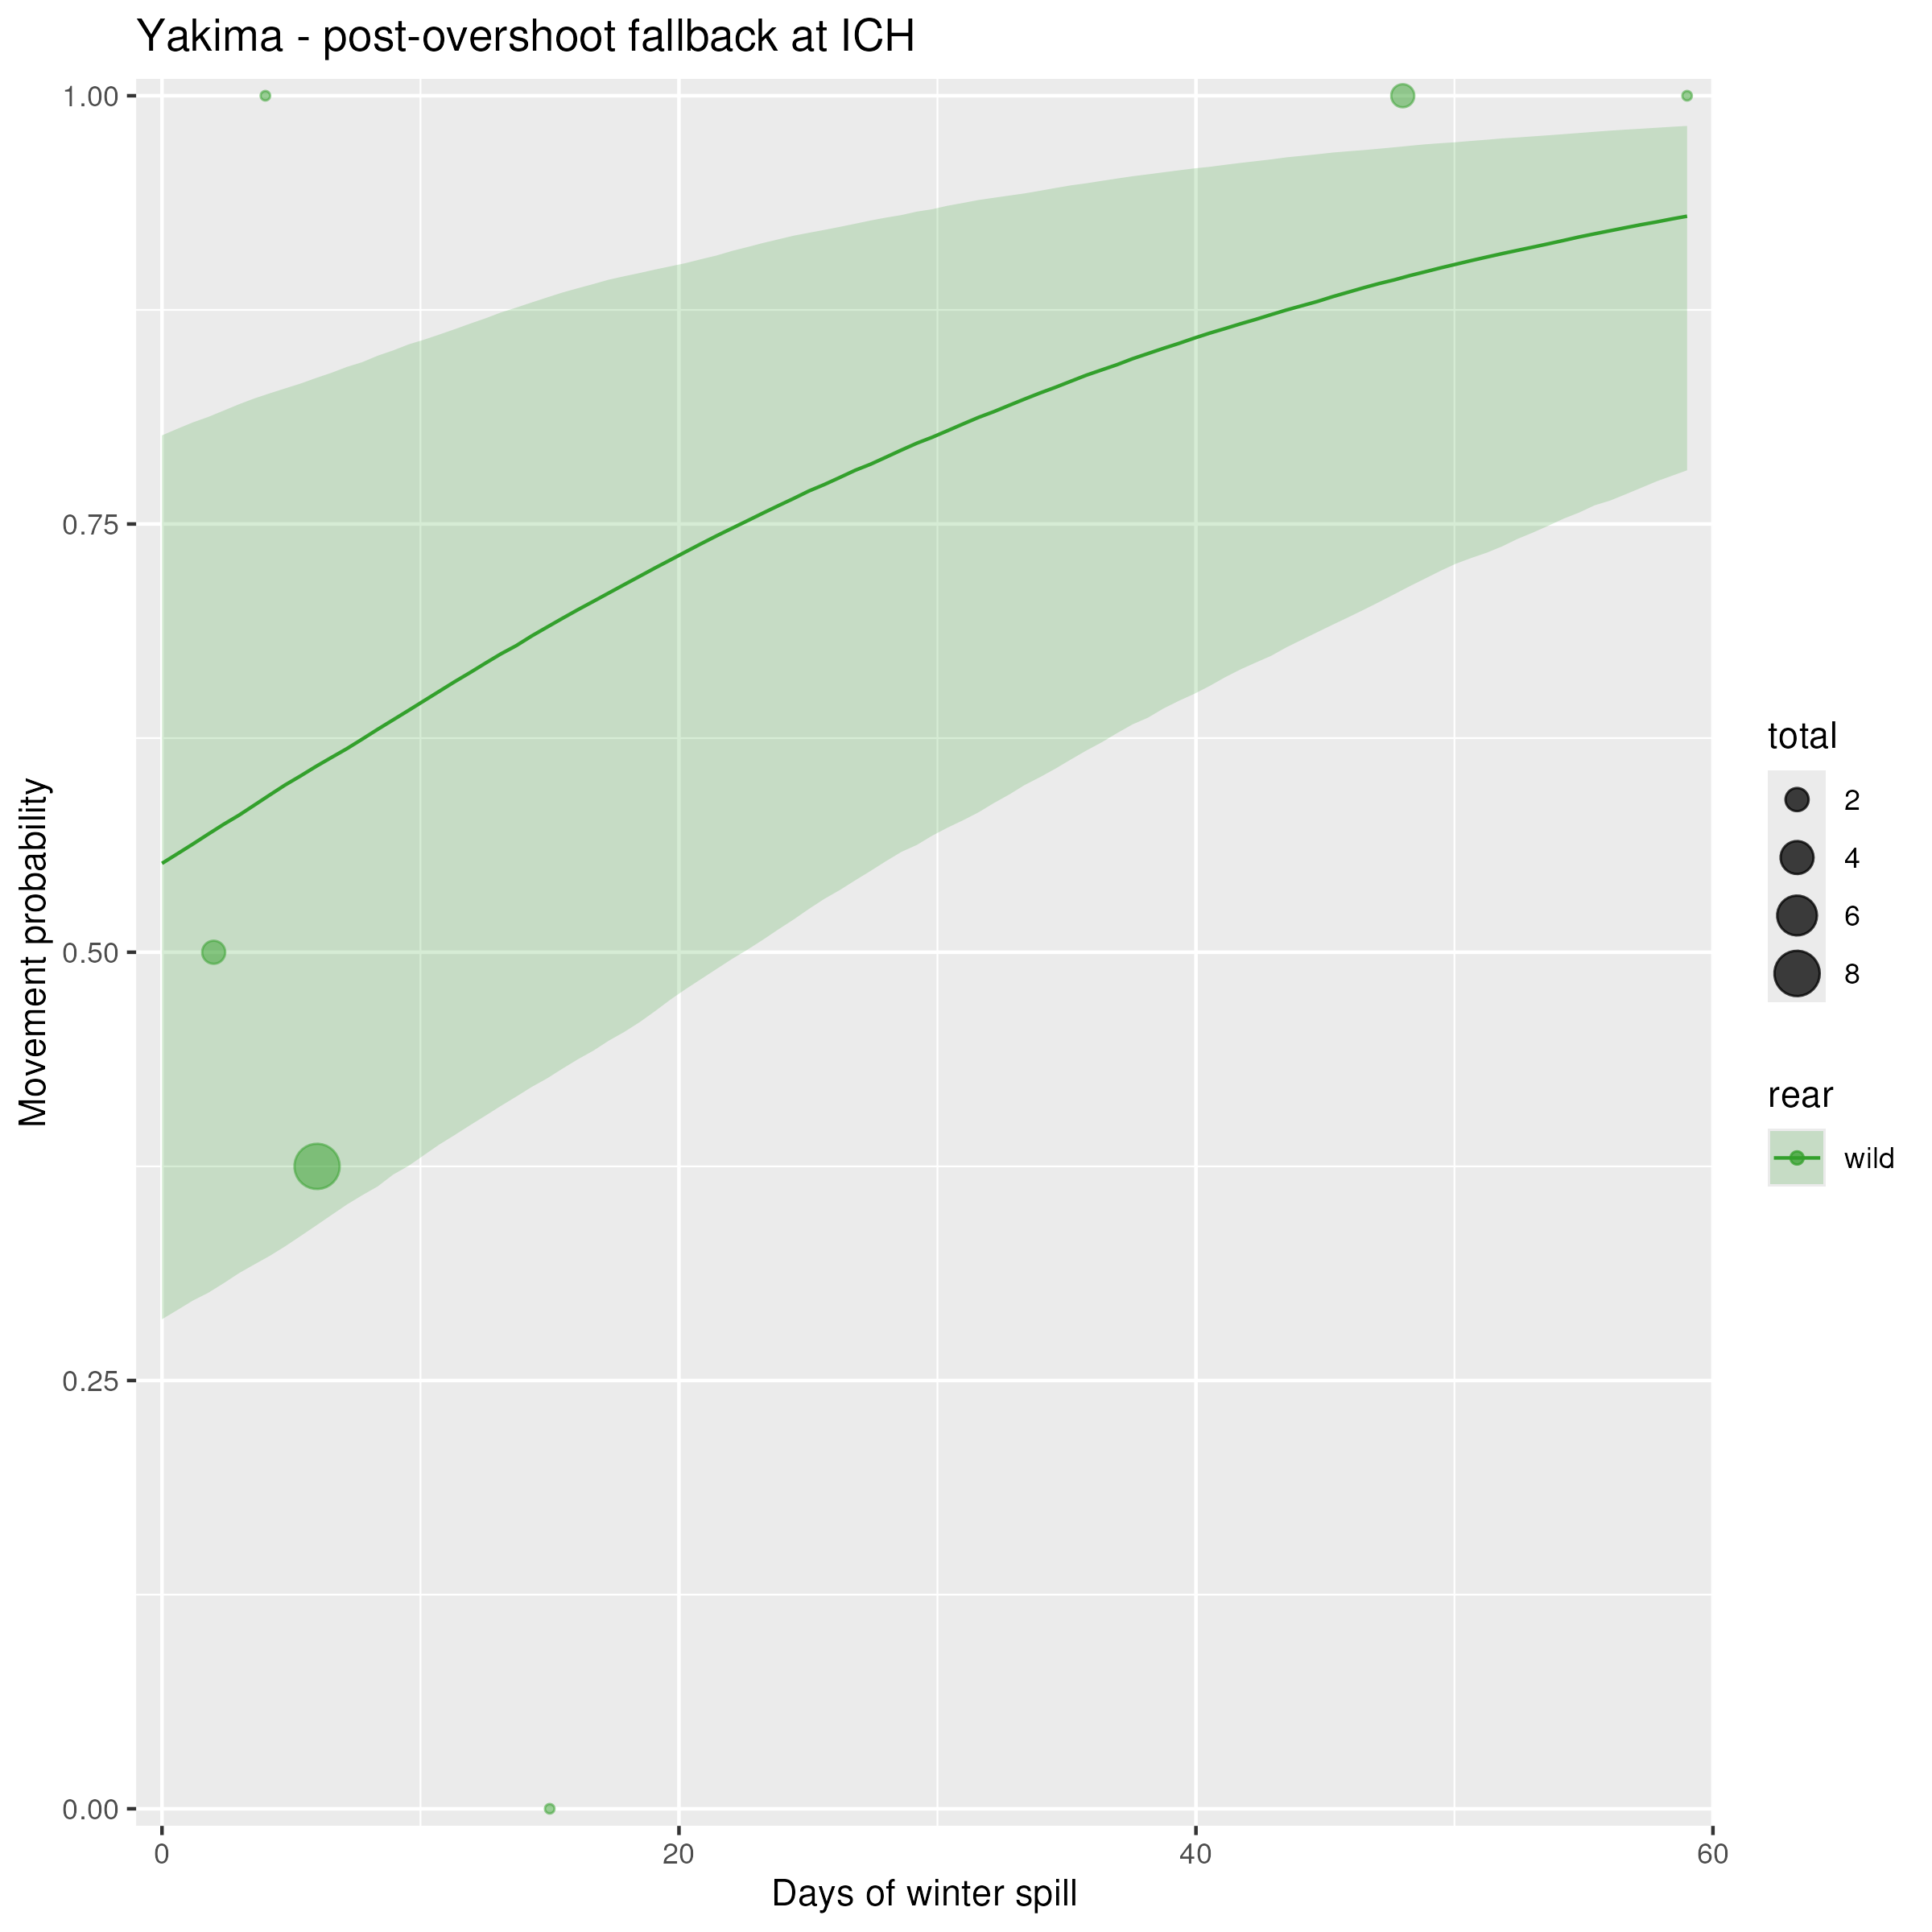 Yakima - post-overshoot fallback at ICH
Movement probability
1.00
0.75
0.50
0.25
0.00
0
20
40
60
Days of winter spill
total
2
4
6
8
rear
wild